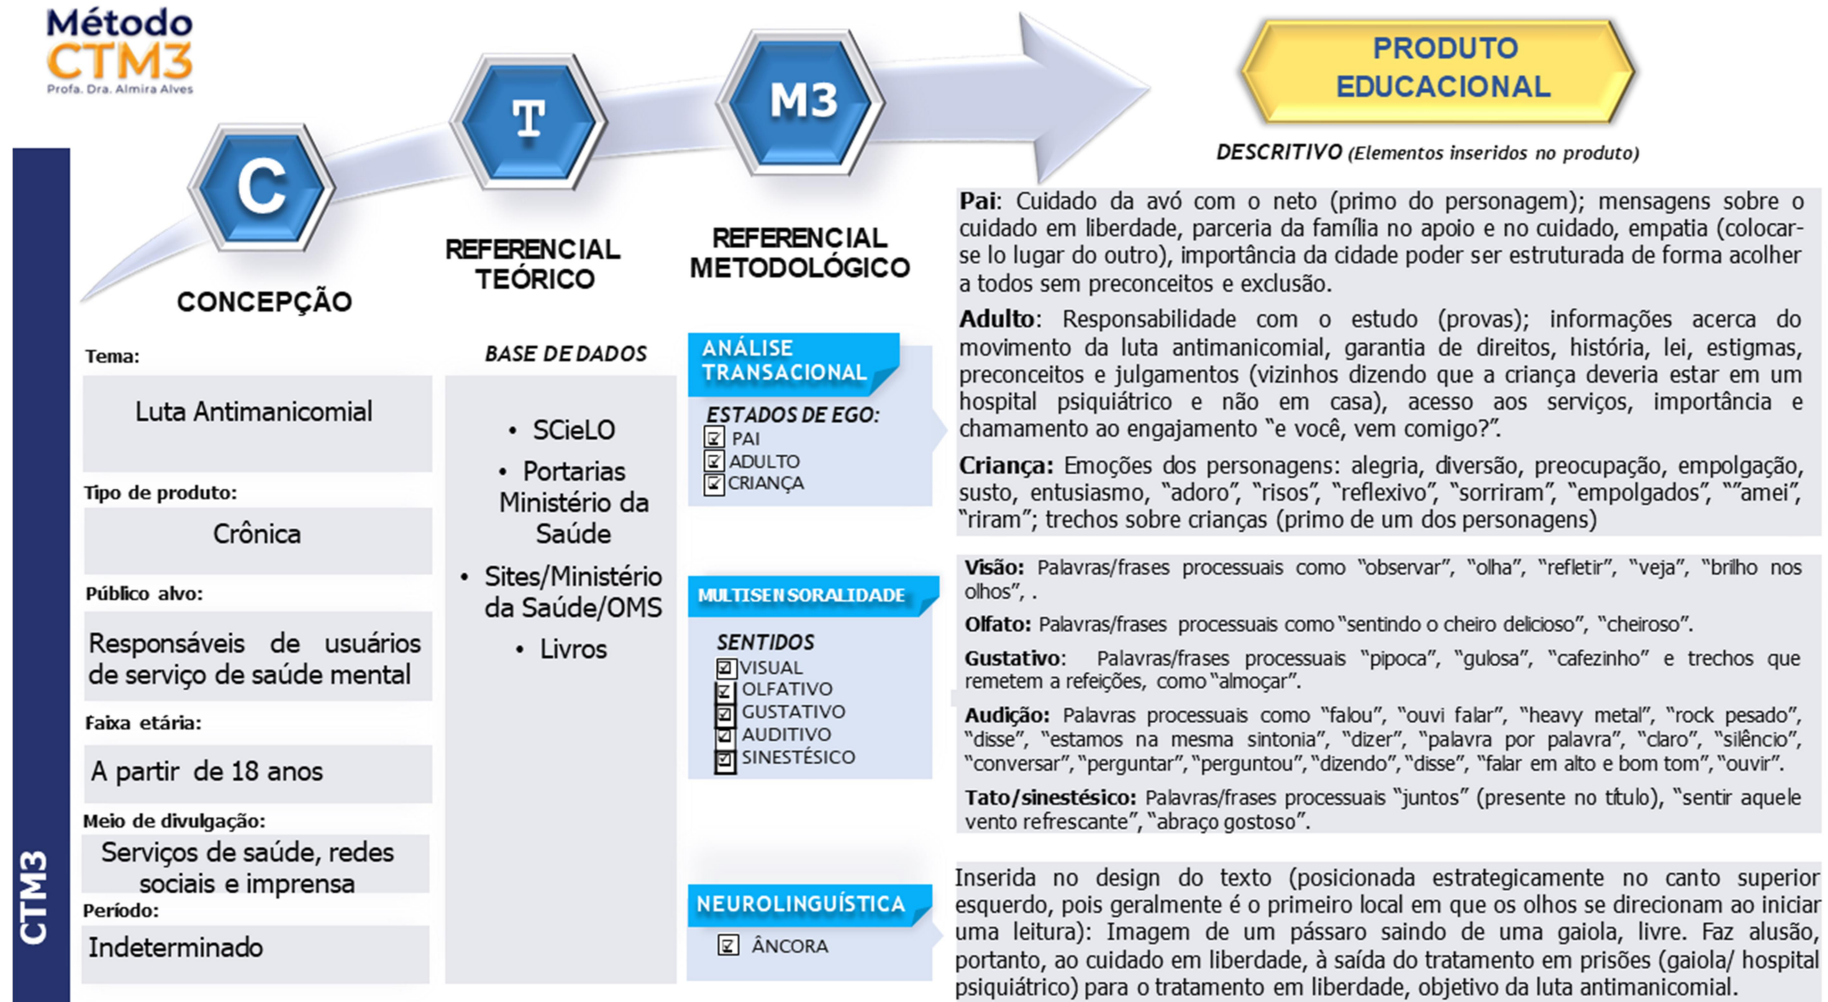 Método
CTM3
Profa. Dra. Almira Alves
C
T
M3
PRODUTO
EDUCACIONAL
DESCRITIVO (Elementos inseridos no produto)
CTM3
CONCEPÇÃO
Tema:
Luta Antimanicomial
Tipo de produto:
Crônica
Público alvo:
Responsáveis de usuários
de serviço de saúde mental
Faixa etária:
A partir de 18 anos
Meio de divulgação:
Serviços de saúde, redes
sociais e imprensa
Período:
Indeterminado
REFERENCIAL
TEÓRICO
BASE DE DADOS
• SCieLO
• Portarias
Ministério da
Saúde
• Sites/Ministério
da Saúde/OMS
• Livros
REFERENCIAL
METODOLÓGICO
ANÁLISE
TRANSACIONAL
ESTADOS DE EGO:
☑ PAI
☑ ADULTO
☑ CRIANÇA
MULTISENSORALIDADE
SENTIDOS
☑ VISUAL
☑ OLFATIVO
☑ GUSTATIVO
☑ AUDITIVO
☑ SINESTÉSICO
NEUROLINGUÍSTICA
☑ ÂNCORA
Pai: Cuidado da avó com o neto (primo do personagem); mensagens sobre o
cuidado em liberdade, parceria da família no apoio e no cuidado, empatia (colocar-
se lo lugar do outro), importância da cidade poder ser estruturada de forma acolher
a todos sem preconceitos e exclusão.
Adulto: Responsabilidade com o estudo (provas); informações acerca do
movimento da luta antimanicomial, garantia de direitos, história, lei, estigmas,
preconceitos e julgamentos (vizinhos dizendo que a criança deveria estar em um
hospital psiquiátrico e não em casa), acesso aos serviços, importância e
chamamento ao engajamento “e você, vem comigo?”.
Criança: Emoções dos personagens: alegria, diversão, preocupação, empolgação,
susto, entusiasmo, “adoro”, “risos”, “reflexivo”, “sorriram”, “empolgados”, “”amei”,
“riram”; trechos sobre crianças (primo de um dos personagens)
Visão: Palavras/frases processuais como “observar”, “olha”, “refletir”, “veja”, “brilho nos
olhos”, .
Olfato: Palavras/frases processuais como “sentindo o cheiro delicioso”, “cheiroso”.
Gustativo: Palavras/frases processuais “pipoca”, “gulosa”, “cafezinho” e trechos que
remetem a refeições, como “almoçar”.
Audição: Palavras processuais como “falou”, “ouvi falar”, “heavy metal”, “rock pesado”,
“disse”, “estamos na mesma sintonia”, “dizer”, “palavra por palavra”, “claro”, “silêncio”,
“conversar”, “perguntar”, “perguntou”, “dizendo”, “disse”, “falar em alto e bom tom”, “ouvir”.
Tato/sinestésico: Palavras/frases processuais “juntos” (presente no título), “sentir aquele
vento refrescante”, “abraço gostoso”.
Inserida no design do texto (posicionada estrategicamente no canto superior
esquerdo, pois geralmente é o primeiro local em que os olhos se direcionam ao iniciar
uma leitura): Imagem de um pássaro saindo de uma gaiola, livre. Faz alusão,
portanto, ao cuidado em liberdade, à saída do tratamento em prisões (gaiola/ hospital
psiquiátrico) para o tratamento em liberdade, objetivo da luta antimanicomial.